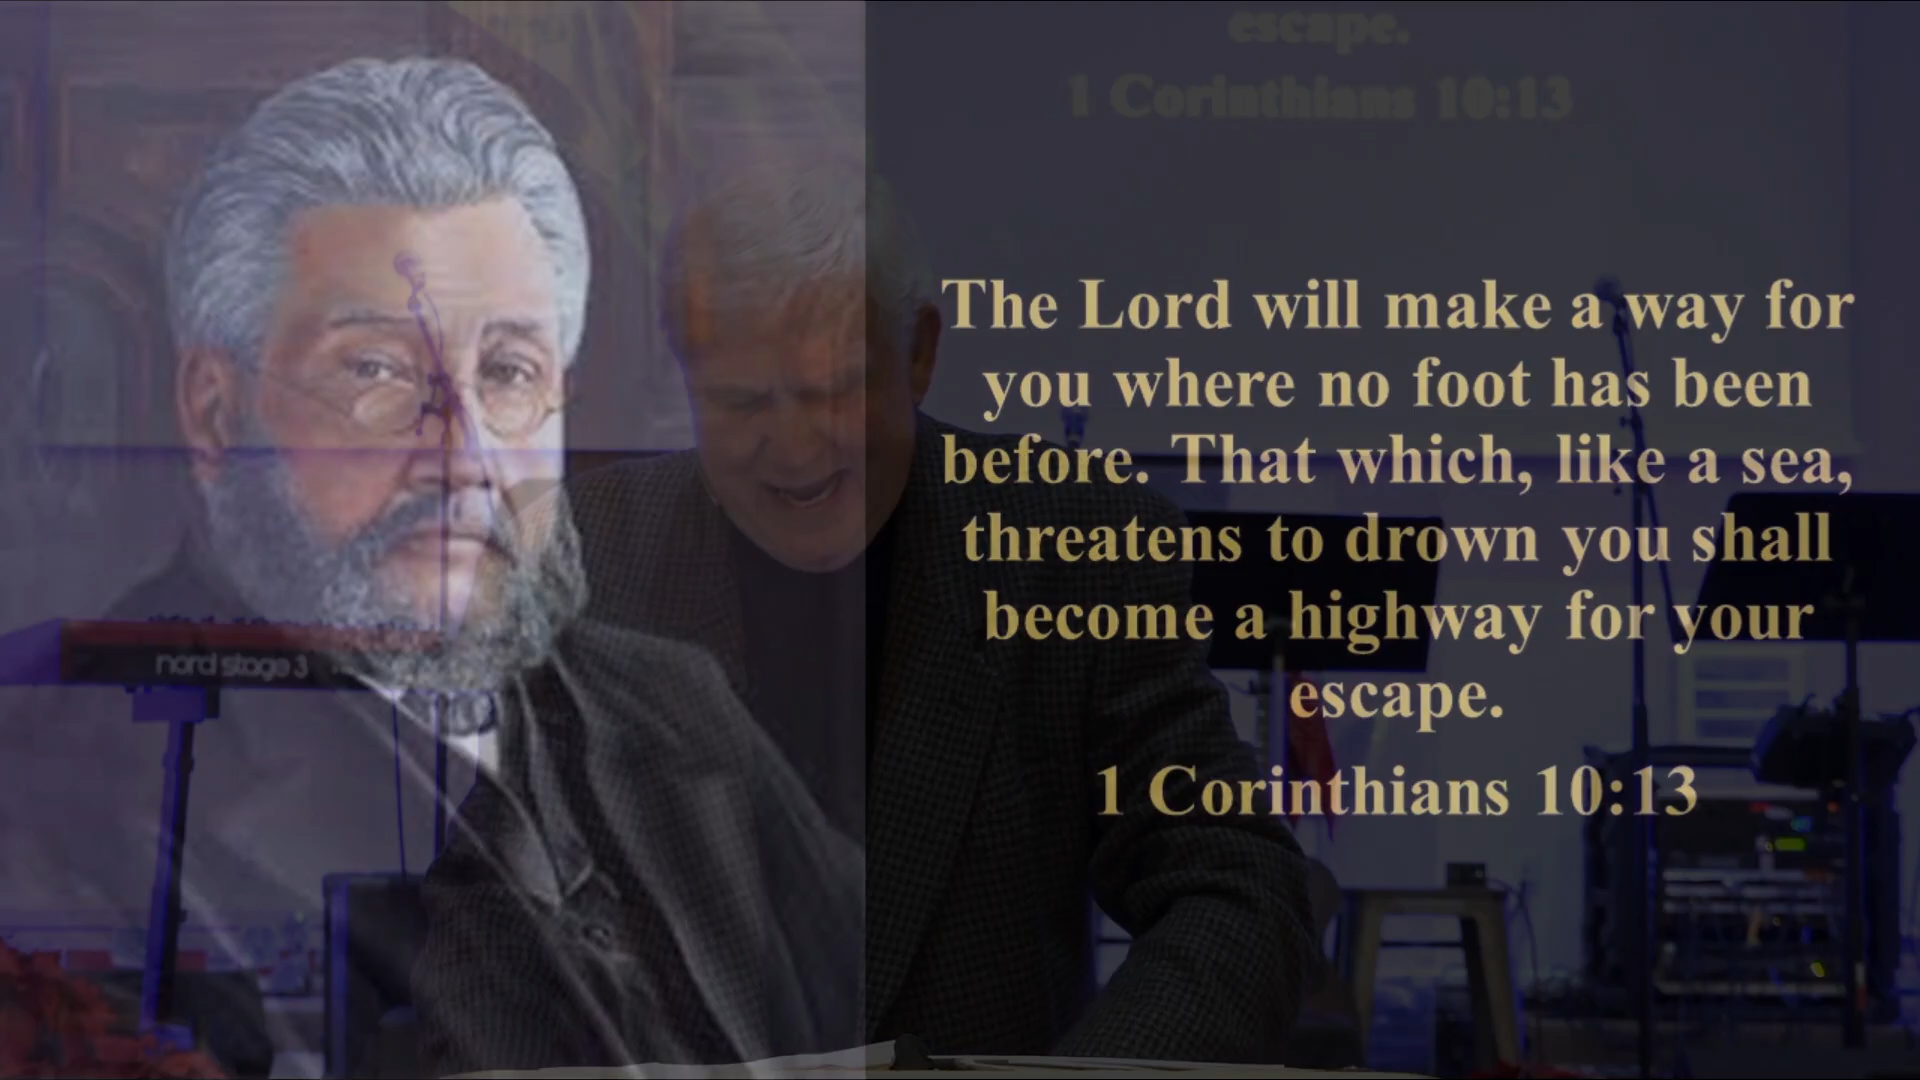 escape.
1 Corinthians 10:13
The Lord will make a way for
you where no foot has been
before. That which, like a sea,
threatens to drown you shall
become a highway for your
escape.
1 Corinthians 10:13
nord stage 3